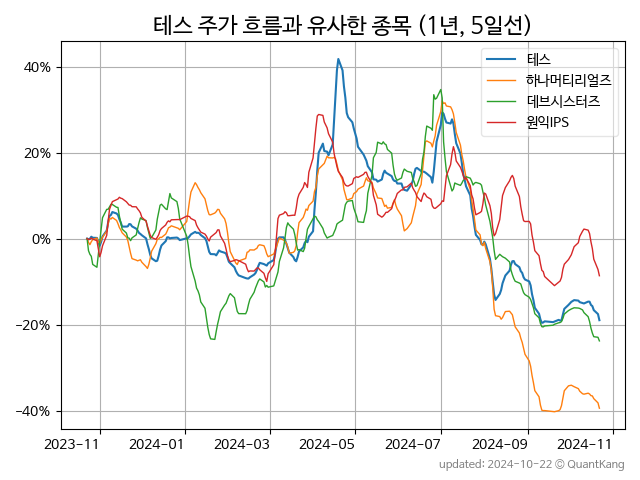 테스 주가 흐름과 유사한 종목 (1년, 5일선)
테스
하나머티리얼즈
데브시스터즈
원익IPS
40%
20%
0%
−20%
−40%
2023−11 2024−01 2024−03 2024−05 2024−07 2024−09 2024−11
updated: 2024-10-22 ⓒ QuantKang